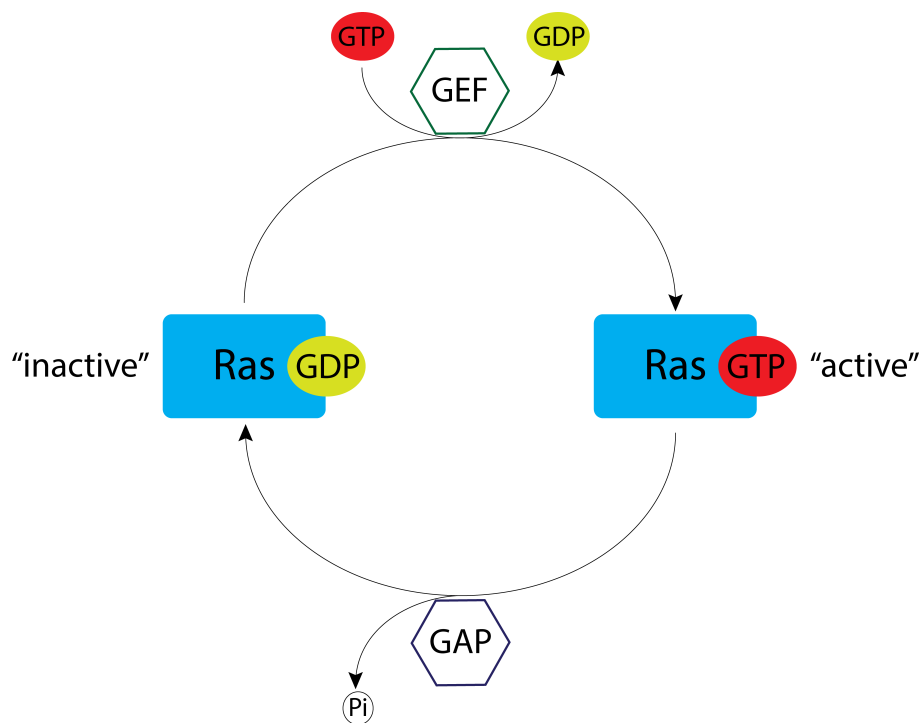 GTP
GDP
GEF
“inactive”
Ras
GDP
Ras
GTP
“active”
GAP
Pi